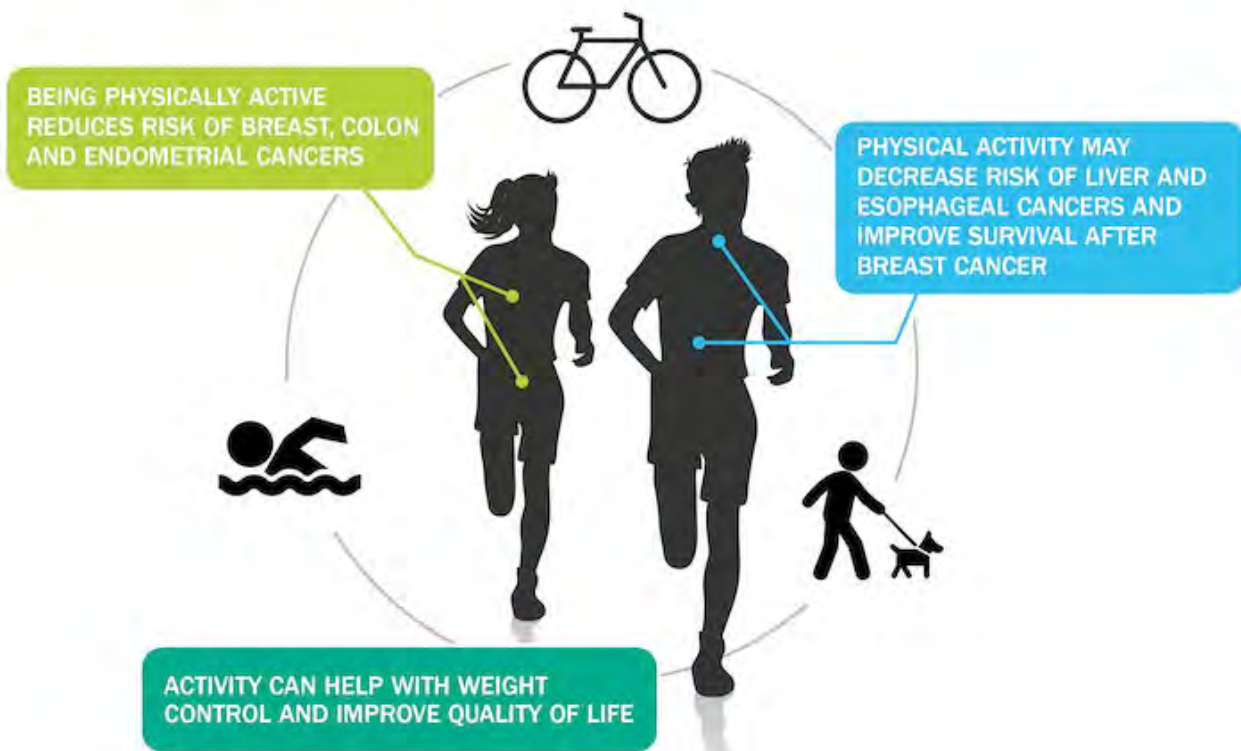 BEING PHYSICALLY ACTIVE
REDUCES RISK OF BREAST, COLON
AND ENDOMETRIAL CANCERS
PHYSICAL ACTIVITY MAY
DECREASE RISK OF LIVER AND
ESOPHAGEAL CANCERS AND
IMPROVE SURVIVAL AFTER
BREAST CANCER
ACTIVITY CAN HELP WITH WEIGHT
CONTROL AND IMPROVE QUALITY OF LIFE